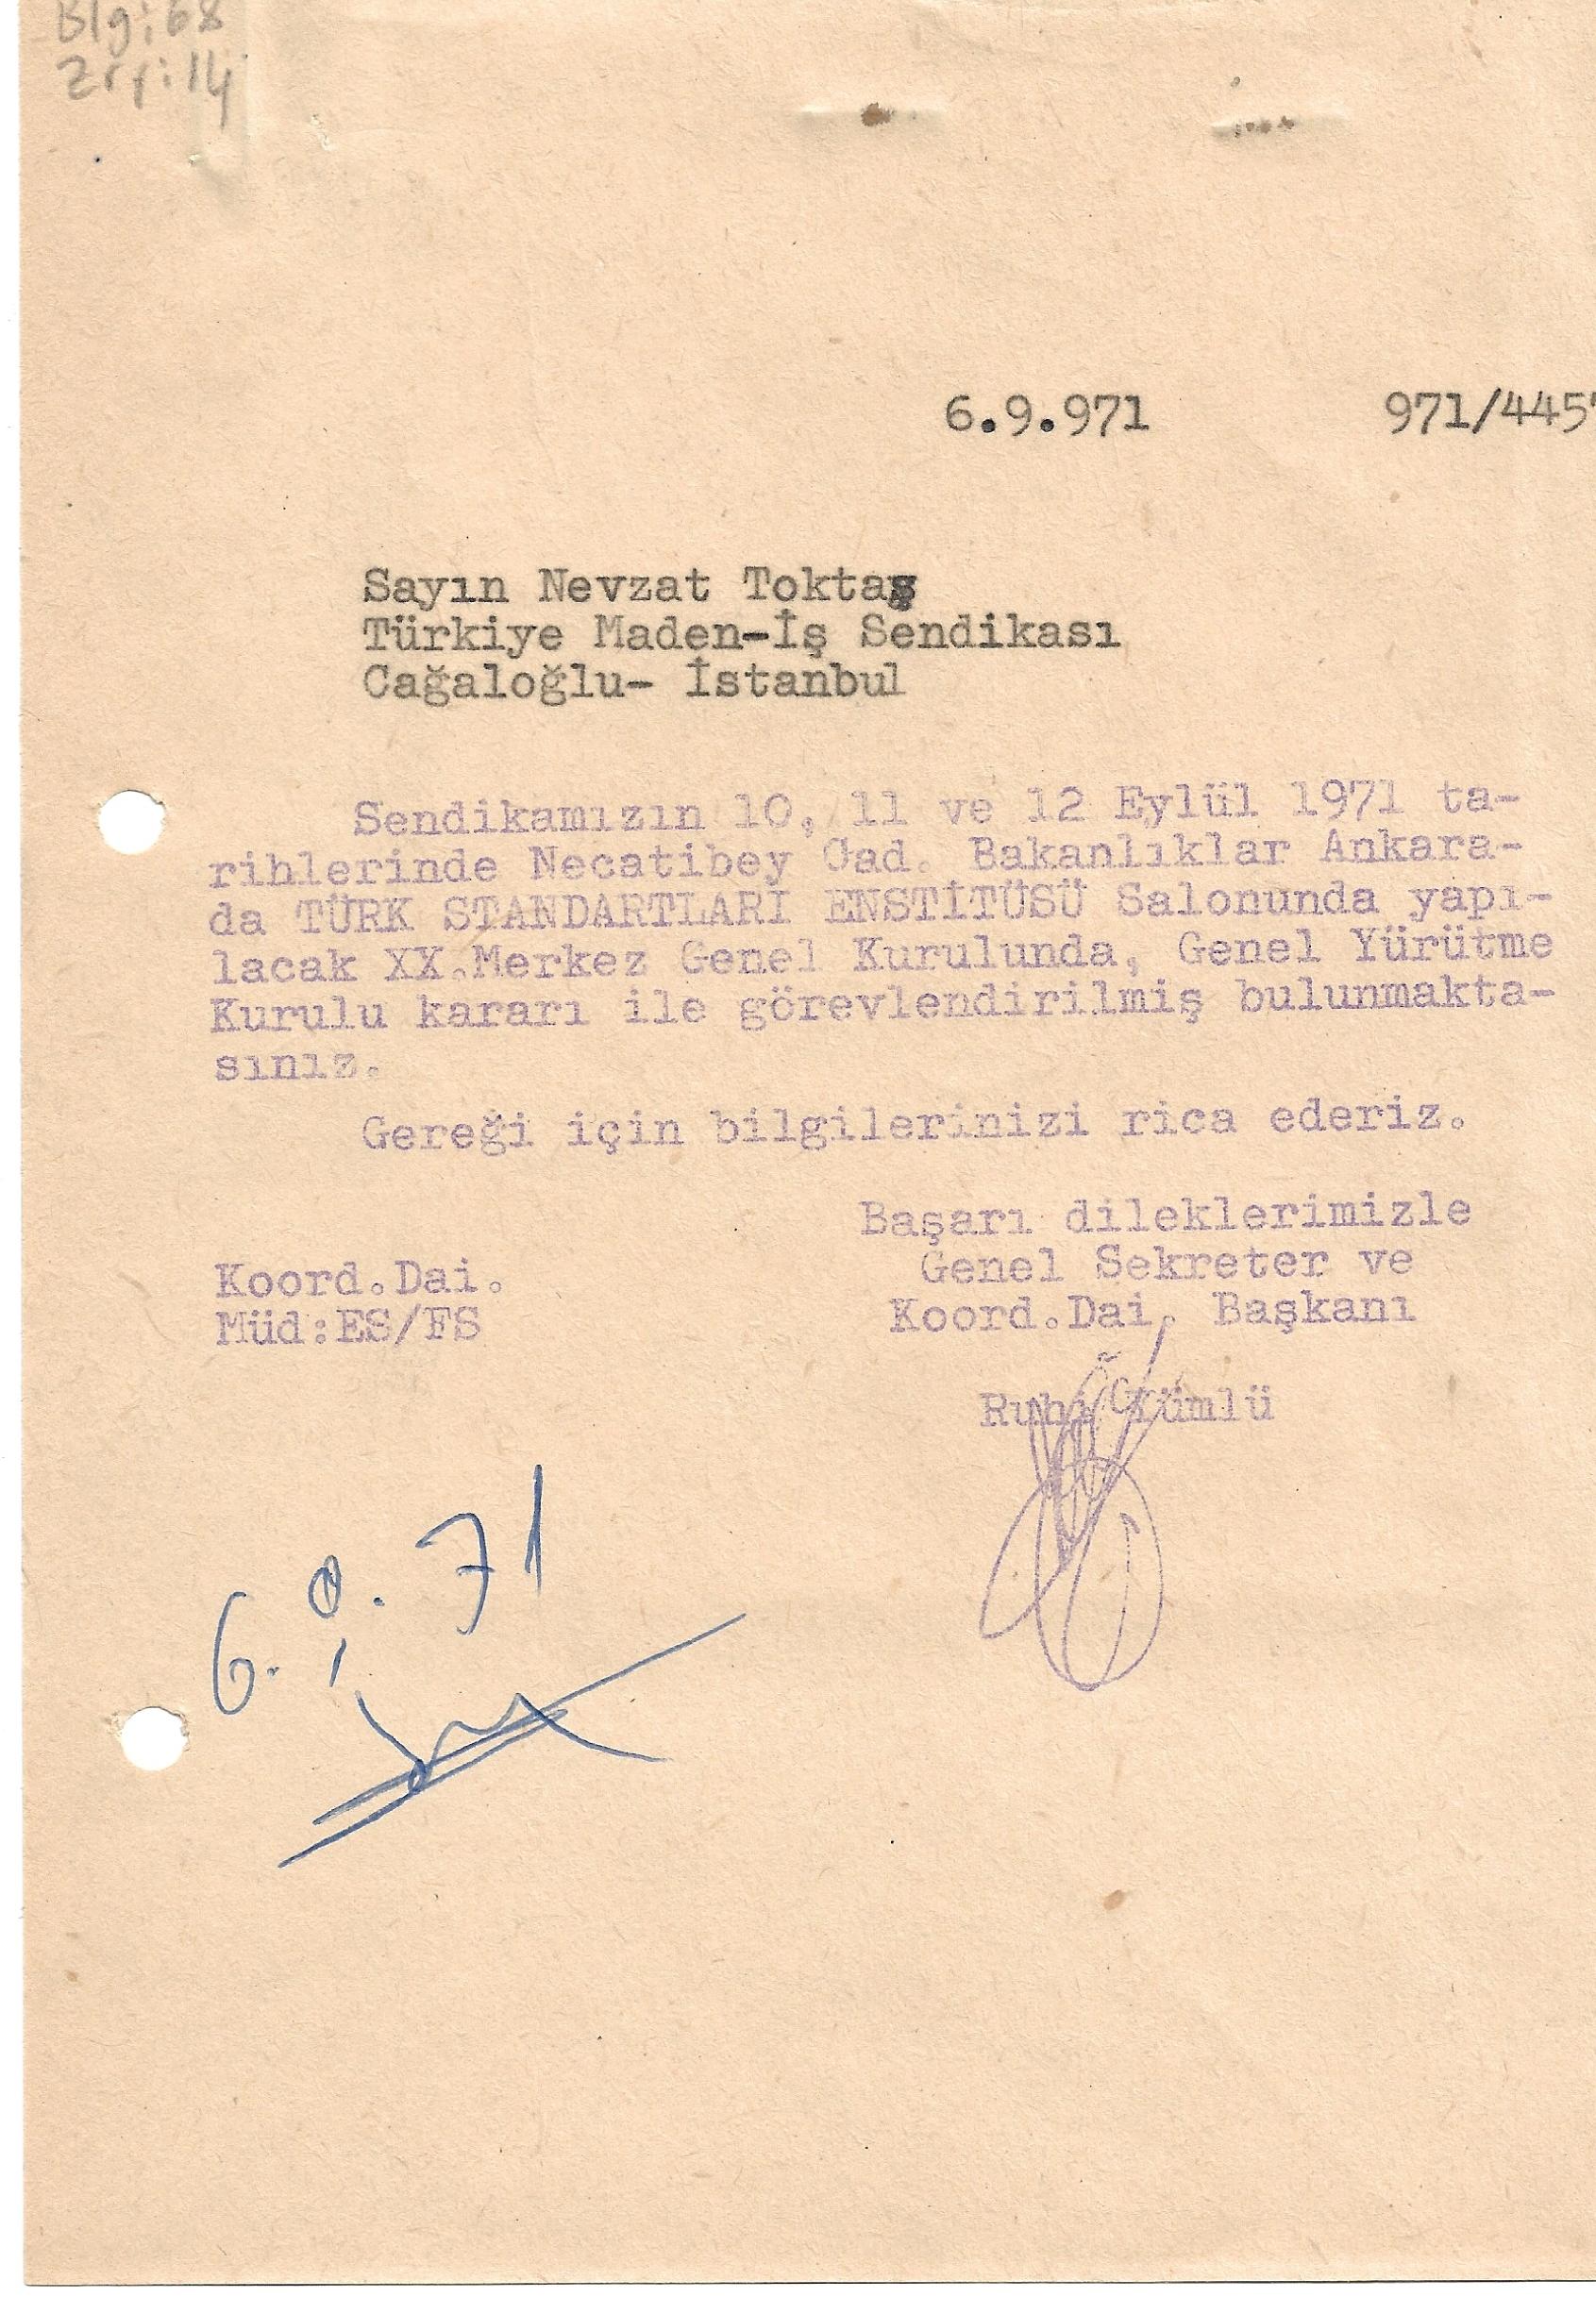 Blg:68
Zrf:14
6.9.971 971/445
Sayın Nevzat Toktaş
Türkiye Maden-İş Sendikası
Cağaloğlu- İstanbul
Sendikamızın 10, 11 ve 12 Eylül 1971 ta-
rihlerinde Necatibey Cad. Bakanlıklar Ankara-
da TÜRK STANDARTLARI ENSTİTÜSÜ Salonunda yapı-
lacak XX.Merkez Genel Kurulunda, Genel Yürütme
Kurulu kararı ile görevlendirilmiş bulunmakta-
sınız.
Gereği için bilgilerinizi rica ederiz.
Başarı dileklerimizle
Genel Sekreter ve
Koord.Dai. Başkanı
Koord.Dai.
Müd:ES/FS
Ruhi Yümlü
6.9.71